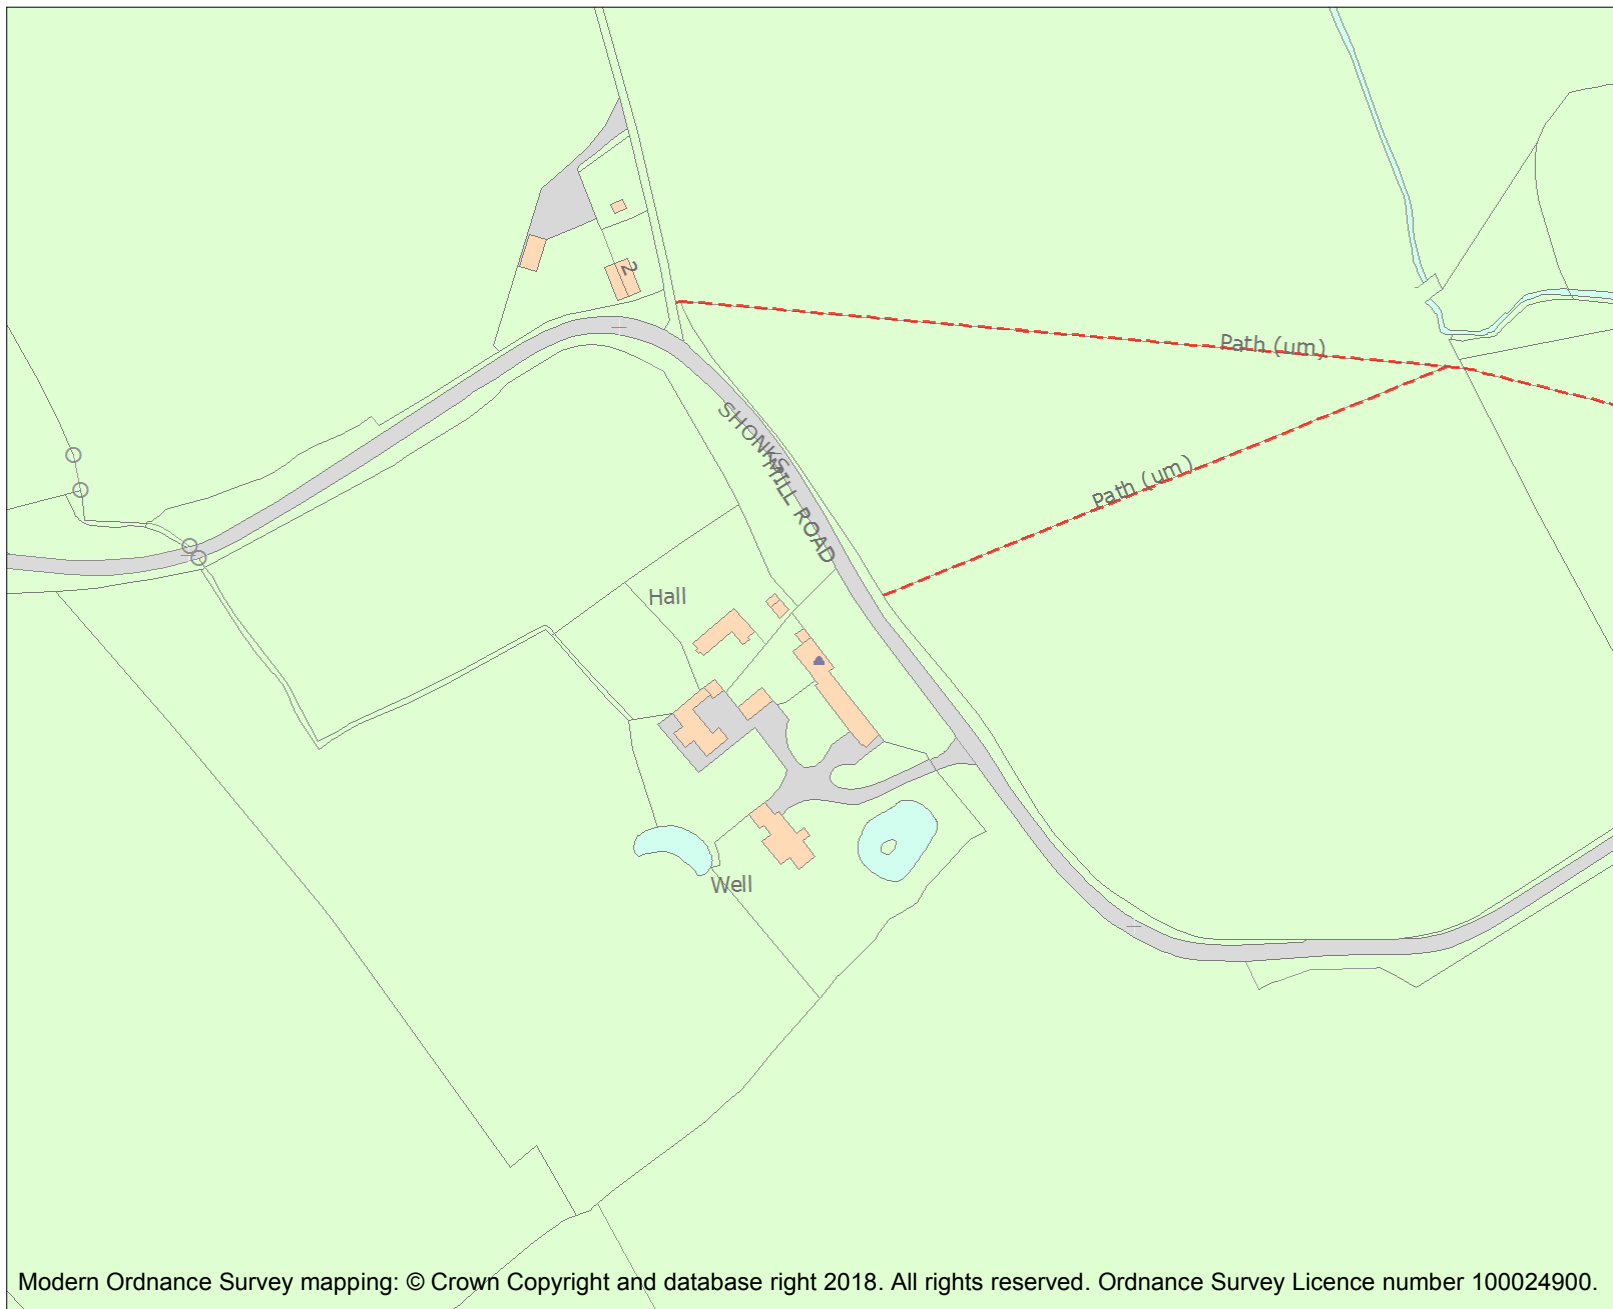 2
Path (um)
SHONKS
MILL ROAD
Path (um)
Hall
Well
Modern Ordnance Survey mapping: © Crown Copyright and database right 2018. All rights reserved. Ordnance Survey Licence number 100024900.